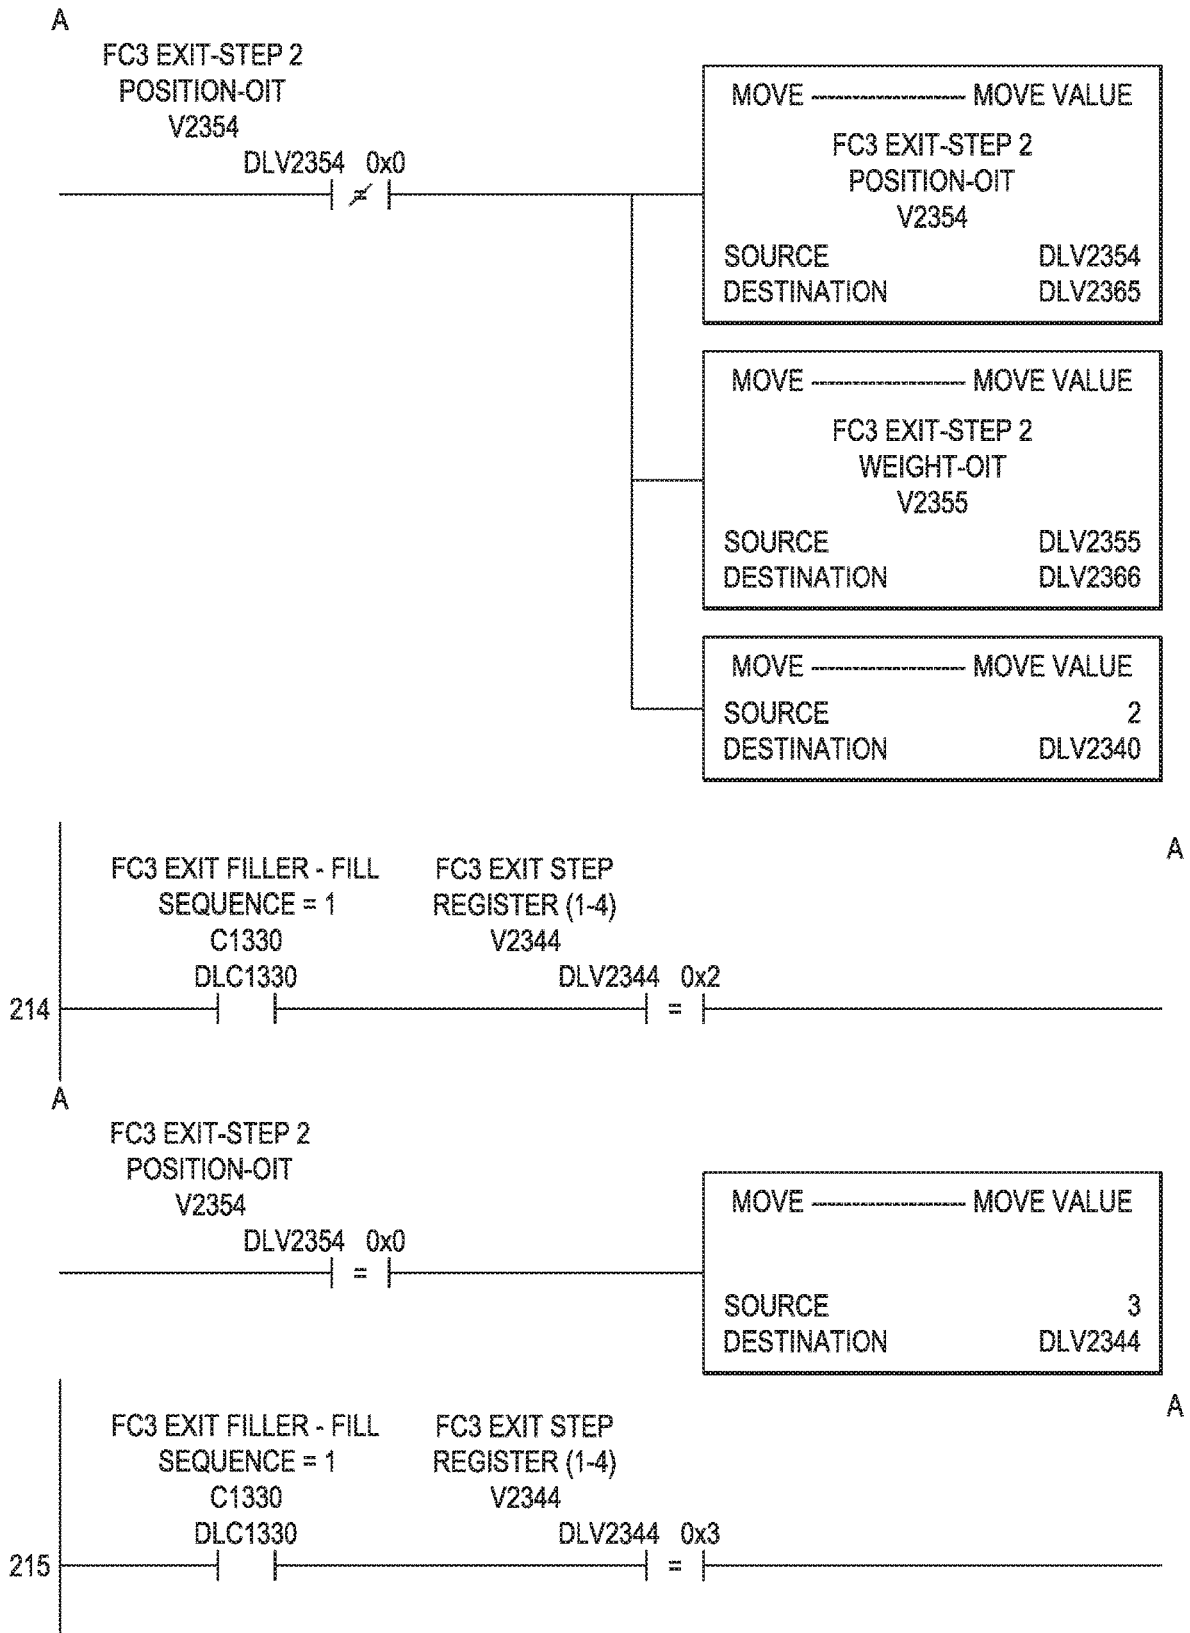 A
FC3 EXIT-STEP 2
POSITION-OIT
V2354
DLV2354 0x0
≠
MOVE MOVE VALUE
FC3 EXIT-STEP 2
POSITION-OIT
V2354
SOURCE DLV2354
DESTINATION DLV2365
MOVE MOVE VALUE
FC3 EXIT-STEP 2
WEIGHT-OIT
V2355
SOURCE DLV2355
DESTINATION DLV2366
MOVE MOVE VALUE
SOURCE 2
DESTINATION DLV2340
A
FC3 EXIT FILLER - FILL
SEQUENCE = 1
C1330
DLC1330
FC3 EXIT STEP
REGISTER (1-4)
V2344
DLV2344 0x2
214
=
A
FC3 EXIT-STEP 2
POSITION-OIT
V2354
DLV2354 0x0
=
MOVE MOVE VALUE
SOURCE 3
DESTINATION DLV2344
A
FC3 EXIT FILLER - FILL
SEQUENCE = 1
C1330
DLC1330
FC3 EXIT STEP
REGISTER (1-4)
V2344
DLV2344 0x3
215
=